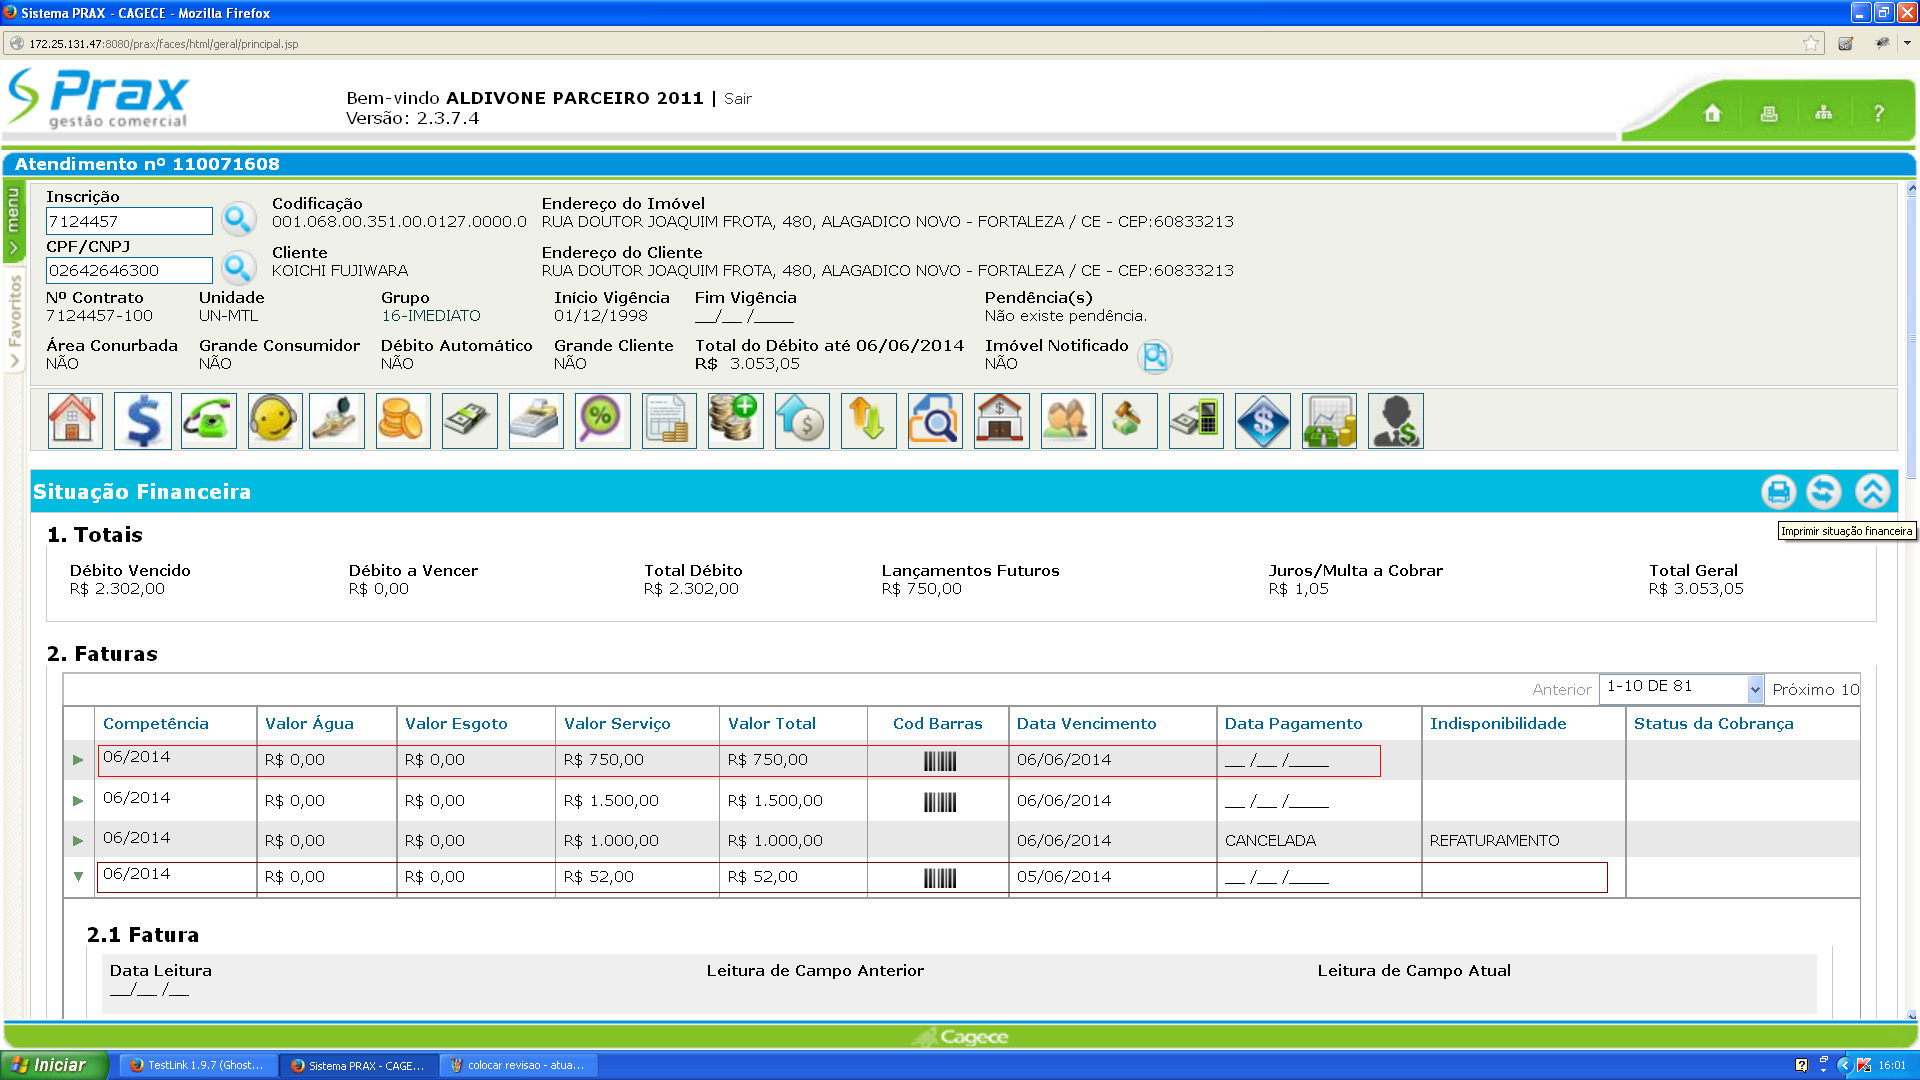 Sistema PRAX - CAGECE - Mozilla Firefox
172.25.131.47:8080/prax/faces/html/geral/principal.jsp
Prax
gestão comercial
Bem-vindo ALDIVONE PARCEIRO 2011 | Sair
Versão: 2.3.7.4
?
Atendimento nº 110071608
menu
Favoritos
Inscrição
7124457
Codificação
001.068.00.351.00.0127.0000.0
Endereço do Imóvel
RUA DOUTOR JOAQUIM FROTA, 480, ALAGADICO NOVO - FORTALEZA / CE - CEP:60833213
CPF/CNPJ
02642646300
Cliente
KOICHI FUJIWARA
Endereço do Cliente
RUA DOUTOR JOAQUIM FROTA, 480, ALAGADICO NOVO - FORTALEZA / CE - CEP:60833213
Nº Contrato Unidade Grupo Início Vigência Fim Vigência Pendência(s)
7124457-100 UN-MTL 16-IMEDIATO 01/12/1998 __/__ /____ Não existe pendência.
Área Conurbada Grande Consumidor Débito Automático Grande Cliente Total do Débito até 06/06/2014 Imóvel Notificado
NÃO NÃO NÃO NÃO R$ 3.053,05 NÃO
Situação Financeira
Imprimir situação financeira
1. Totais
Débito Vencido Débito a Vencer Total Débito Lançamentos Futuros Juros/Multa a Cobrar Total Geral
R$ 2.302,00 R$ 0,00 R$ 2.302,00 R$ 750,00 R$ 1,05 R$ 3.053,05
2. Faturas
Anterior 1-10 DE 81 Próximo 10
Competência Valor Água Valor Esgoto Valor Serviço Valor Total Cod Barras Data Vencimento Data Pagamento Indisponibilidade Status da Cobrança
06/2014 R$ 0,00 R$ 0,00 R$ 750,00 R$ 750,00 06/06/2014 __ /__ /____
06/2014 R$ 0,00 R$ 0,00 R$ 1.500,00 R$ 1.500,00 06/06/2014 __ /__ /____
06/2014 R$ 0,00 R$ 0,00 R$ 1.000,00 R$ 1.000,00 06/06/2014 CANCELADA REFATURAMENTO
06/2014 R$ 0,00 R$ 0,00 R$ 52,00 R$ 52,00 05/06/2014 __ /__ /____
2.1 Fatura
Data Leitura Leitura de Campo Anterior Leitura de Campo Atual
__/__ /__
Cagece
Iniciar TestLink 1.9.7 (Ghost... Sistema PRAX - CAGE... colocar revisao - atua... 16:01